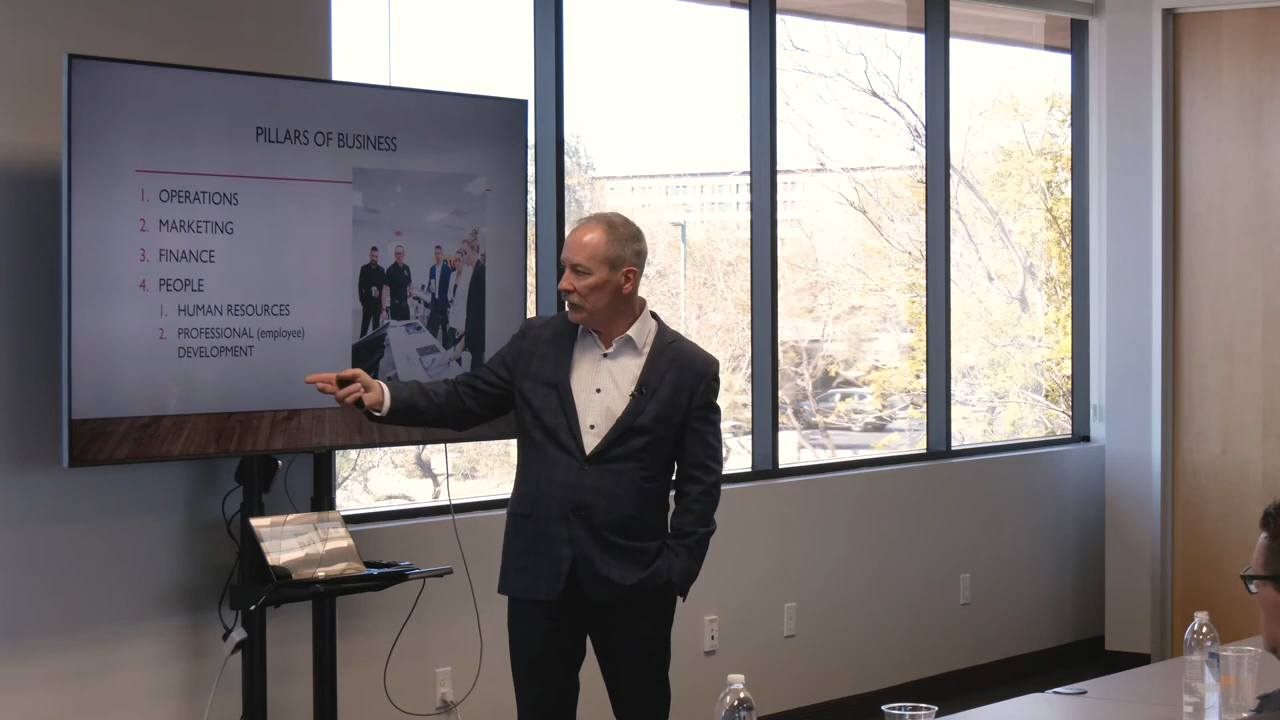 PILLARS OF BUSINESS
1. OPERATIONS
2. MARKETING
3. FINANCE
4. PEOPLE
1. HUMAN RESOURCES
2. PROFESSIONAL (employee)
DEVELOPMENT